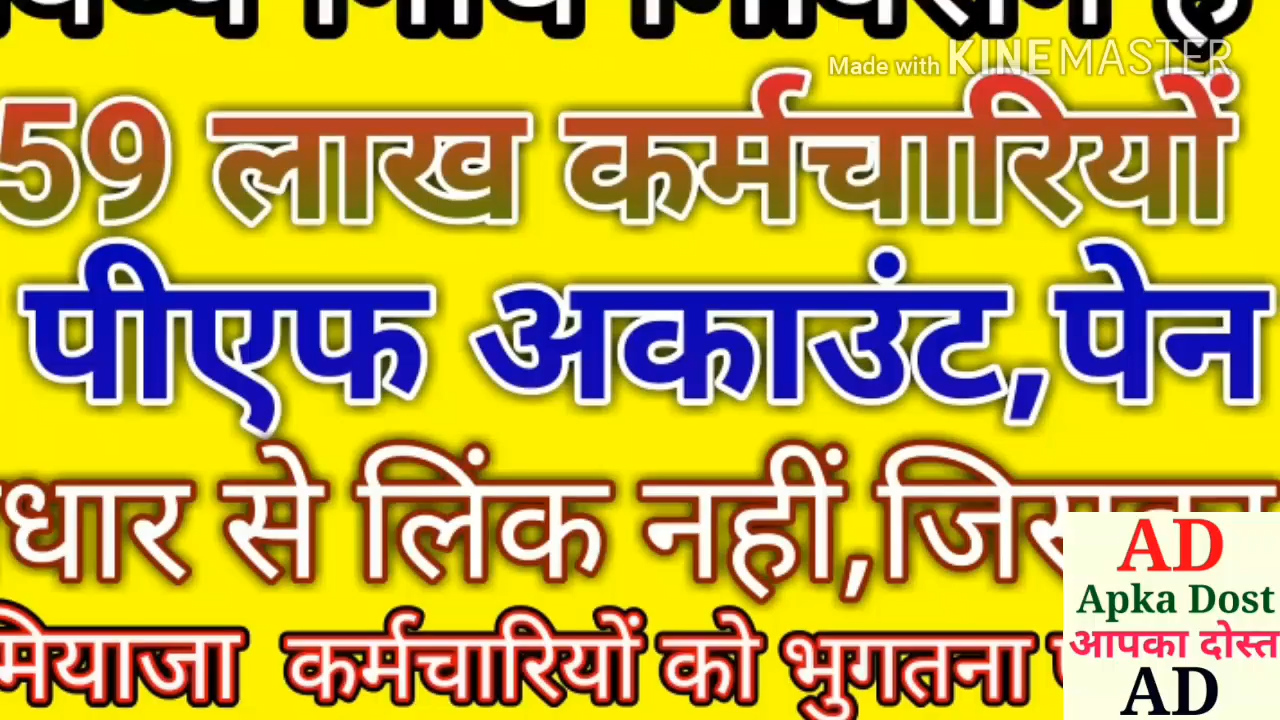 Made with KINEMASTER
59 लाख कर्मचारियों
पीएफ अकाउंट,पेन
धार से लिंक नहीं,
मियाजा कर्मचारियों को भुगतना
AD
Apka Dost
आपका दोस्त
AD